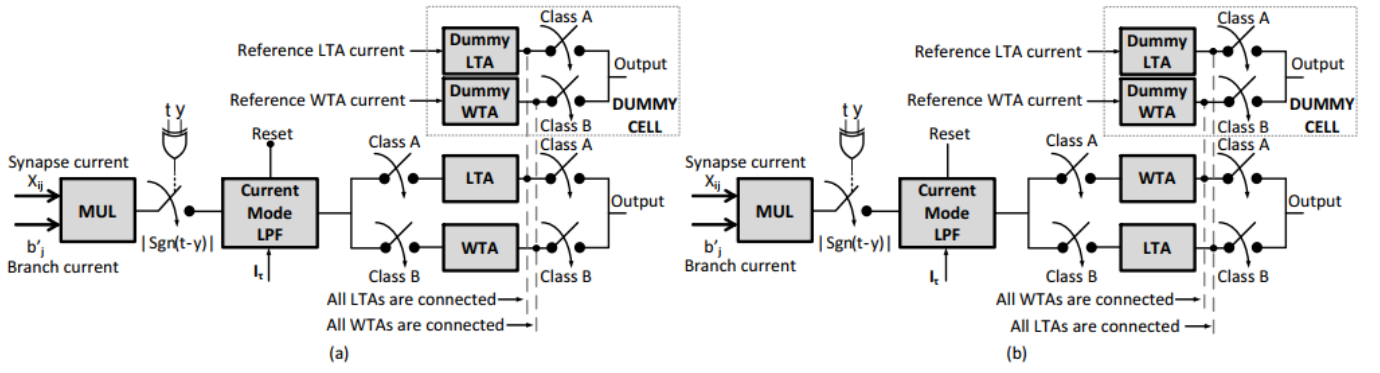 Class A
Reference LTA current
Dummy
LTA
Output
Reference WTA current
Dummy
WTA
DUMMY
CELL
Class B
t y
Reset
Class A
Class A
Synapse current
Xij
MUL
Current
Mode
LPF
LTA
Output
b'j
|Sgn(t-y)|
WTA
Branch current
Iτ
Class B
Class B
All LTAs are connected
All WTAs are connected
(a)
Class A
Reference LTA current
Dummy
LTA
Output
Reference WTA current
Dummy
WTA
DUMMY
CELL
Class B
t y
Reset
Class A
Class A
Synapse current
Xij
MUL
Current
Mode
LPF
WTA
Output
b'j
|Sgn(t-y)|
LTA
Branch current
Iτ
Class B
Class B
All WTAs are connected
All LTAs are connected
(b)